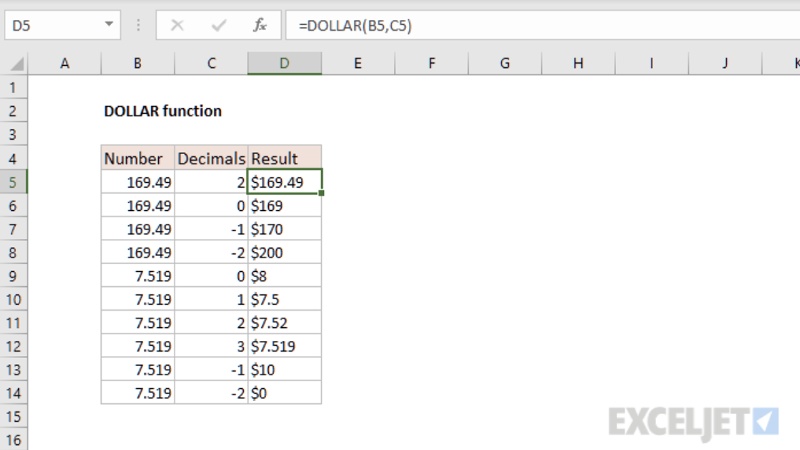 D5 fx =DOLLAR(B5,C5)
A B C D E F G H I J K
1
2 DOLLAR function
3
4 Number Decimals Result
5 169.49 2 $169.49
6 169.49 0 $169
7 169.49 -1 $170
8 169.49 -2 $200
9 7.519 0 $8
10 7.519 1 $7.5
11 7.519 2 $7.52
12 7.519 3 $7.519
13 7.519 -1 $10
14 7.519 -2 $0
15
16
EXCELJET